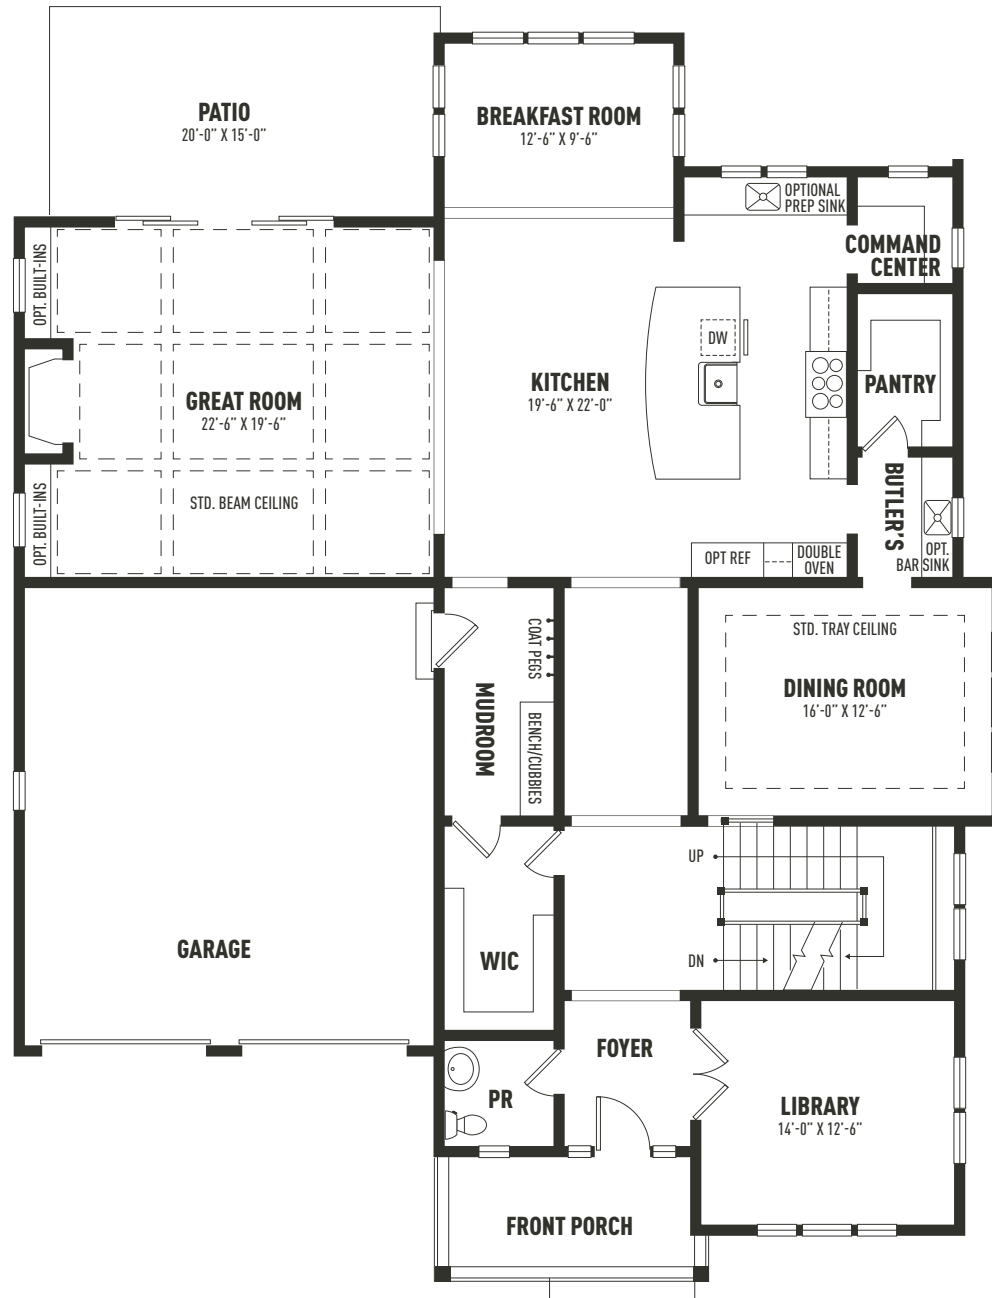 PATIO
20'-0" X 15'-0"
BREAKFAST ROOM
12'-6" X 9'-6"
OPTIONAL
PREP SINK
COMMAND
CENTER
OPT. BUILT-INS
DW
KITCHEN
19'-6" X 22'-0"
PANTRY
GREAT ROOM
22'-6" X 19'-6"
STD. BEAM CEILING
OPT. BUILT-INS
BUTLER'S
OPT.
BAR SINK
OPT REF
DOUBLE
OVEN
COAT PEGS
STD. TRAY CEILING
DINING ROOM
16'-0" X 12'-6"
MUDROOM
BENCH/CUBBIES
UP
GARAGE
WIC
DN
FOYER
PR
LIBRARY
14'-0" X 12'-6"
FRONT PORCH